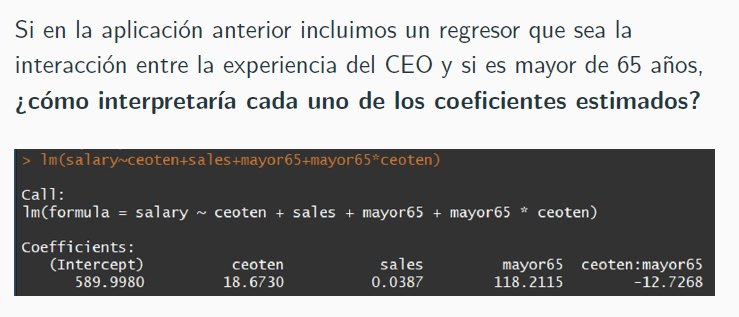 Si en la aplicación anterior incluimos un regresor que sea la
interacción entre la experiencia del CEO y si es mayor de 65 años,
¿cómo interpretaría cada uno de los coeficientes estimados?
> lm(salary~ceoten+sales+mayor65+mayor65*ceoten)
Call:
lm(formula = salary ~ ceoten + sales + mayor65 + mayor65 * ceoten)
Coefficients:
(Intercept) ceoten sales mayor65 ceoten:mayor65
589.9980 18.6730 0.0387 118.2115 -12.7268